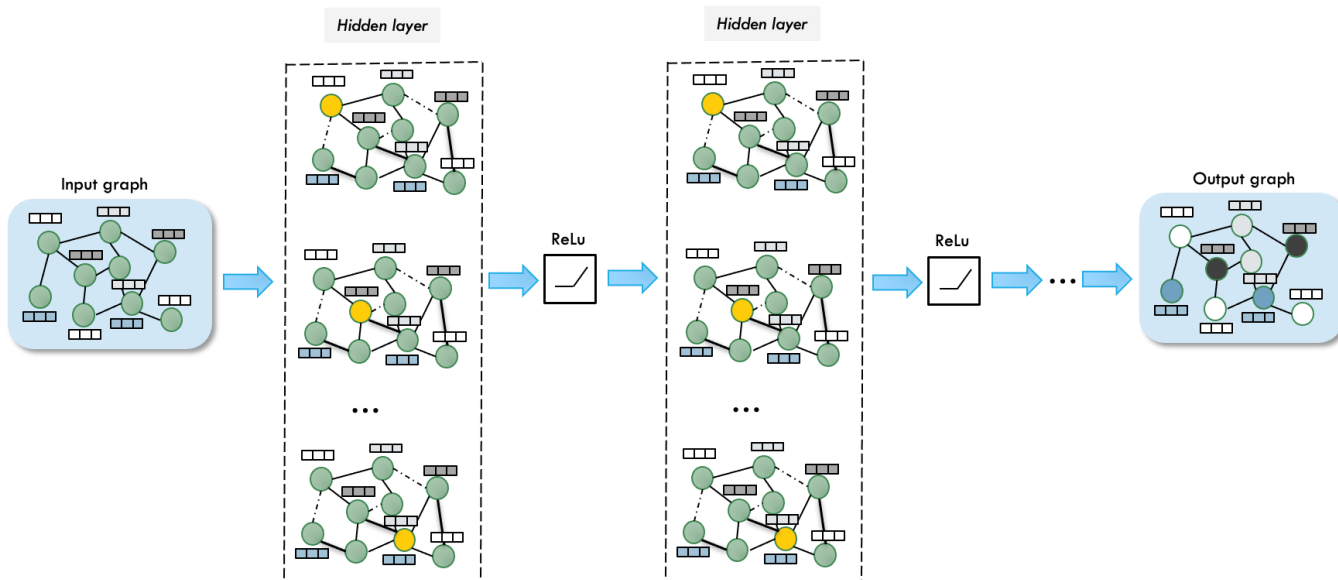 Hidden layer
Hidden layer
Input graph
Output graph
ReLu
ReLu